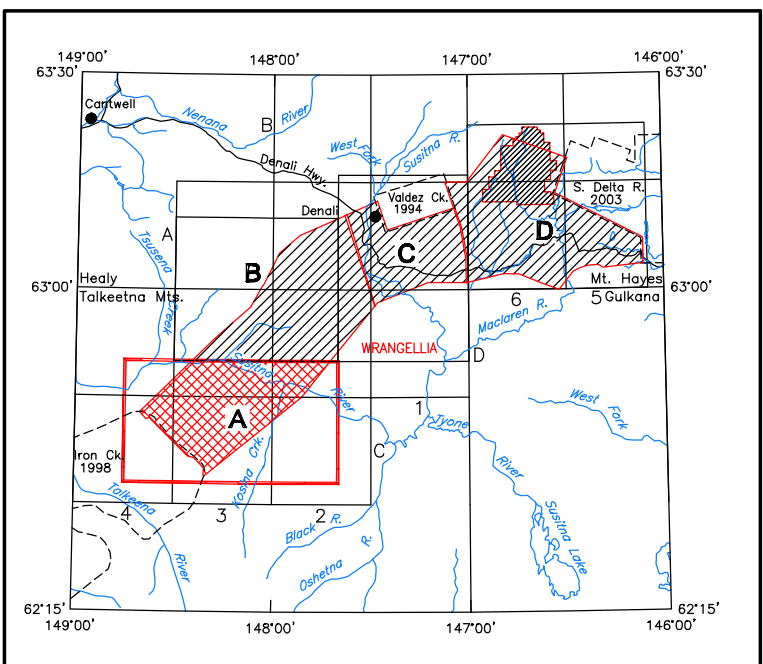 149°00'
148°00'
147°00'
146°00'
63°30'
63°30'
Cantwell
Nenana River
B
West Fork
Susitna R.
Denali Hwy.
Valdez Ck.
1994
S. Delta R.
2003
Denali
A
Tsusena Creek
B
C
D
Healy
Talkeetna Mts.
63°00'
Mt. Hayes
Gulkana
63°00'
6
5
Maclaren R.
WRANGELLIA
D
Susitna River
A
1
Tyone River
West Fork
Iron Ck.
1998
C
Kosina Crk.
Talkeetna River
4
3
2
Black R.
Oshetna R.
Susitna Lake
62°15'
62°15'
149°00'
148°00'
147°00'
146°00'